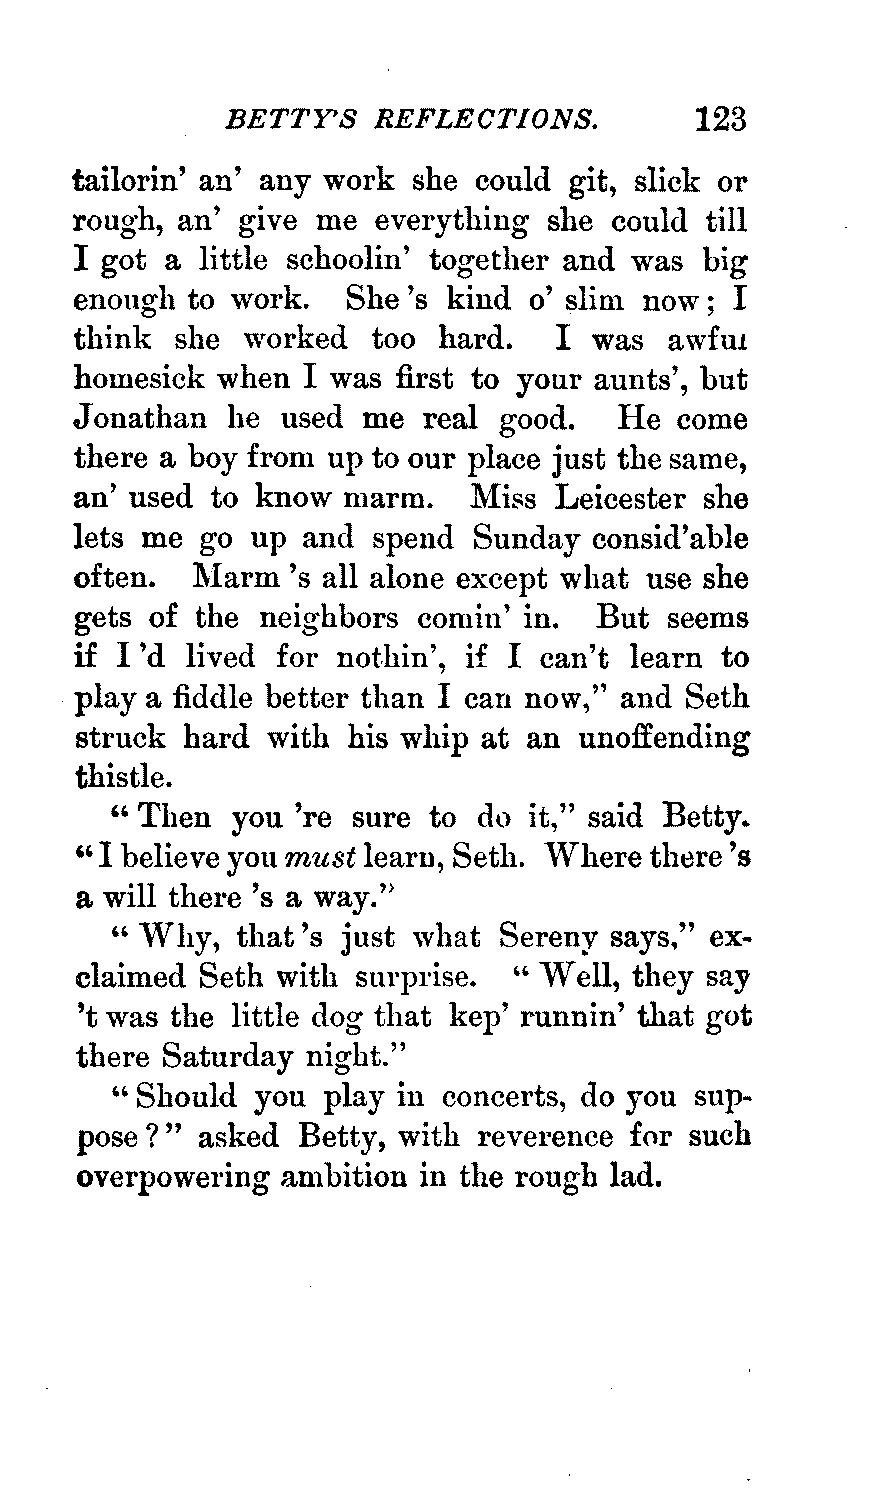 BETTY'S REFLECTIONS. 123
tailorin' an' any work she could git, slick or
rough, an' give me everything she could till
I got a little schoolin' together and was big
enough to work. She 's kind o' slim now; I
think she worked too hard. I was awful
homesick when I was first to your aunts', but
Jonathan he used me real good. He come
there a boy from up to our place just the same,
an' used to know marm. Miss Leicester she
lets me go up and spend Sunday consid'able
often. Marm 's all alone except what use she
gets of the neighbors comin' in. But seems
if I 'd lived for nothin', if I can't learn to
play a fiddle better than I can now," and Seth
struck hard with his whip at an unoffending
thistle.
"Then you 're sure to do it," said Betty.
"I believe you must learn, Seth. Where there 's
a will there 's a way."
"Why, that 's just what Sereny says," ex-
claimed Seth with surprise. "Well, they say
't was the little dog that kep' runnin' that got
there Saturday night."
"Should you play in concerts, do you sup-
pose?" asked Betty, with reverence for such
overpowering ambition in the rough lad.